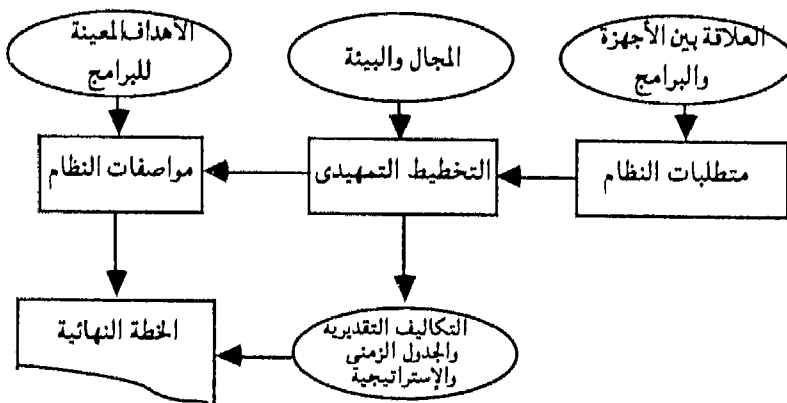 العلاقة بين الأجهزة
والبرامج
المجال والبيئة
الأهداف المعينة
للبرامج
متطلبات النظام
التخطيط التمهيدى
مواصفات النظام
التكاليف التقديرية
والجدول الزمنى
والإستراتيجية
الخطة النهائية